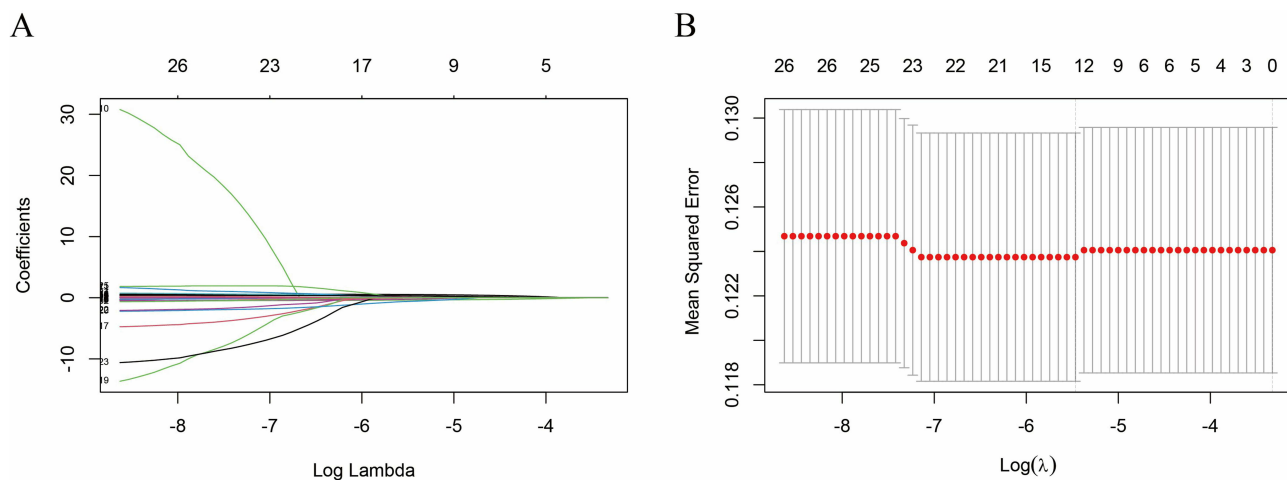 A
26 23 17 9 5
30
20
10
0
-10
Coefficients
10
17
23
19
-8 -7 -6 -5 -4
Log Lambda
B
26 26 25 23 22 21 15 12 9 6 6 5 4 3 0
0.130
0.126
0.122
0.118
Mean Squared Error
-8 -7 -6 -5 -4
Log(λ)